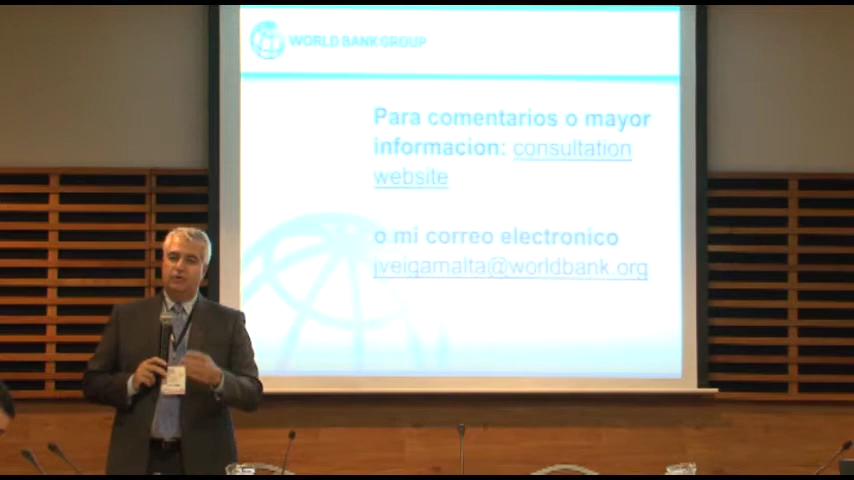 WORLD BANK GROUP
Para comentarios o mayor
informacion: consultation
website
o mi correo electronico
jveigamalta@worldbank.org